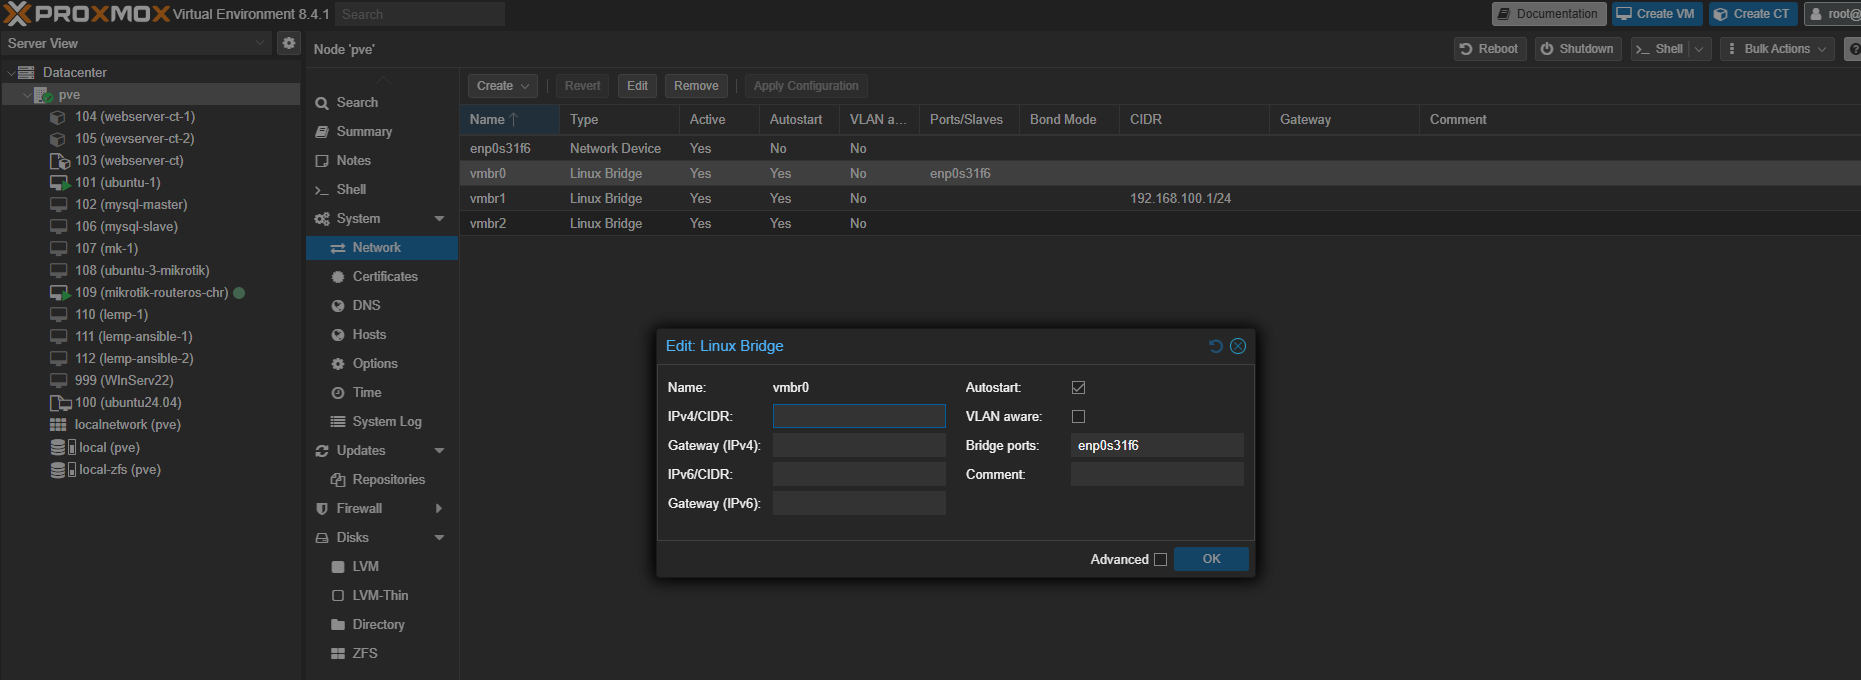 PROXMOX Virtual Environment 8.4.1 Search Documentation Create VM Create CT root@
Server View
Node 'pve' Reboot Shutdown Shell Bulk Actions
Datacenter
pve
104 (webserver-ct-1)
105 (wevserver-ct-2)
103 (webserver-ct)
101 (ubuntu-1)
102 (mysql-master)
106 (mysql-slave)
107 (mk-1)
108 (ubuntu-3-mikrotik)
109 (mikrotik-routeros-chr)
110 (lemp-1)
111 (lemp-ansible-1)
112 (lemp-ansible-2)
999 (WInServ22)
100 (ubuntu24.04)
localnetwork (pve)
local (pve)
local-zfs (pve)
Search
Summary
Notes
Shell
System
Network
Certificates
DNS
Hosts
Options
Time
System Log
Updates
Repositories
Firewall
Disks
LVM
LVM-Thin
Directory
ZFS
Create Revert Edit Remove Apply Configuration
Name Type Active Autostart VLAN a... Ports/Slaves Bond Mode CIDR Gateway Comment
enp0s31f6 Network Device Yes No No
vmbr0 Linux Bridge Yes Yes No enp0s31f6
vmbr1 Linux Bridge Yes Yes No 192.168.100.1/24
vmbr2 Linux Bridge Yes Yes No
Edit: Linux Bridge
Name: vmbr0 Autostart:
IPv4/CIDR: VLAN aware:
Gateway (IPv4): Bridge ports: enp0s31f6
IPv6/CIDR: Comment:
Gateway (IPv6):
Advanced OK